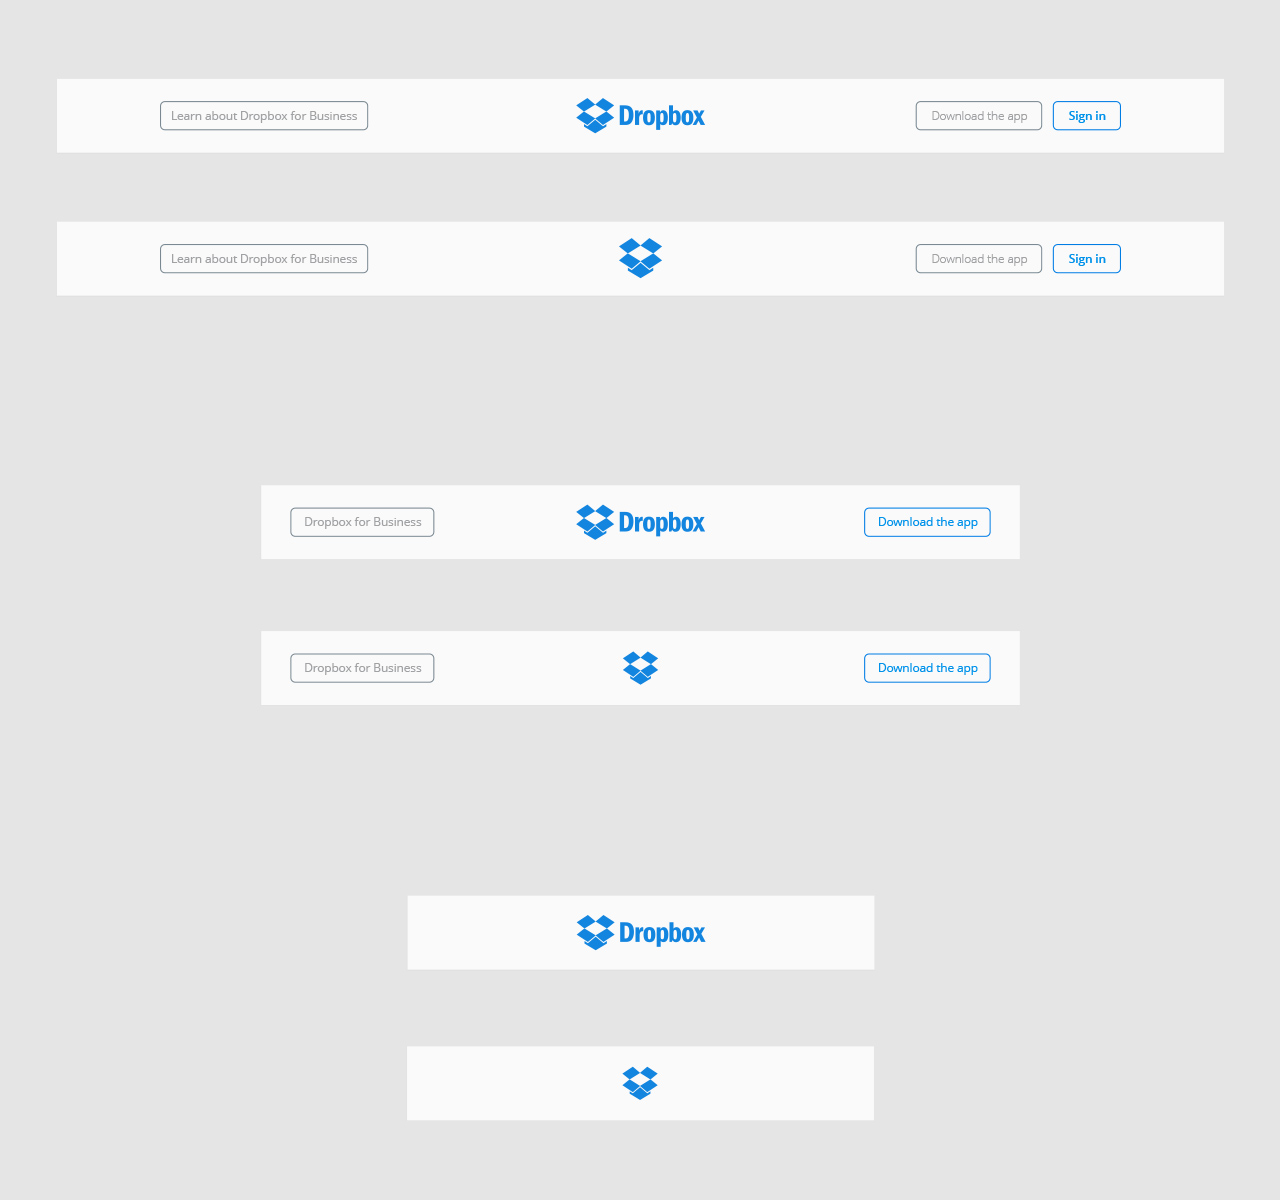 Learn about Dropbox for Business Dropbox Download the app Sign in
Learn about Dropbox for Business Download the app Sign in
Dropbox for Business Dropbox Download the app
Dropbox for Business Download the app
Dropbox